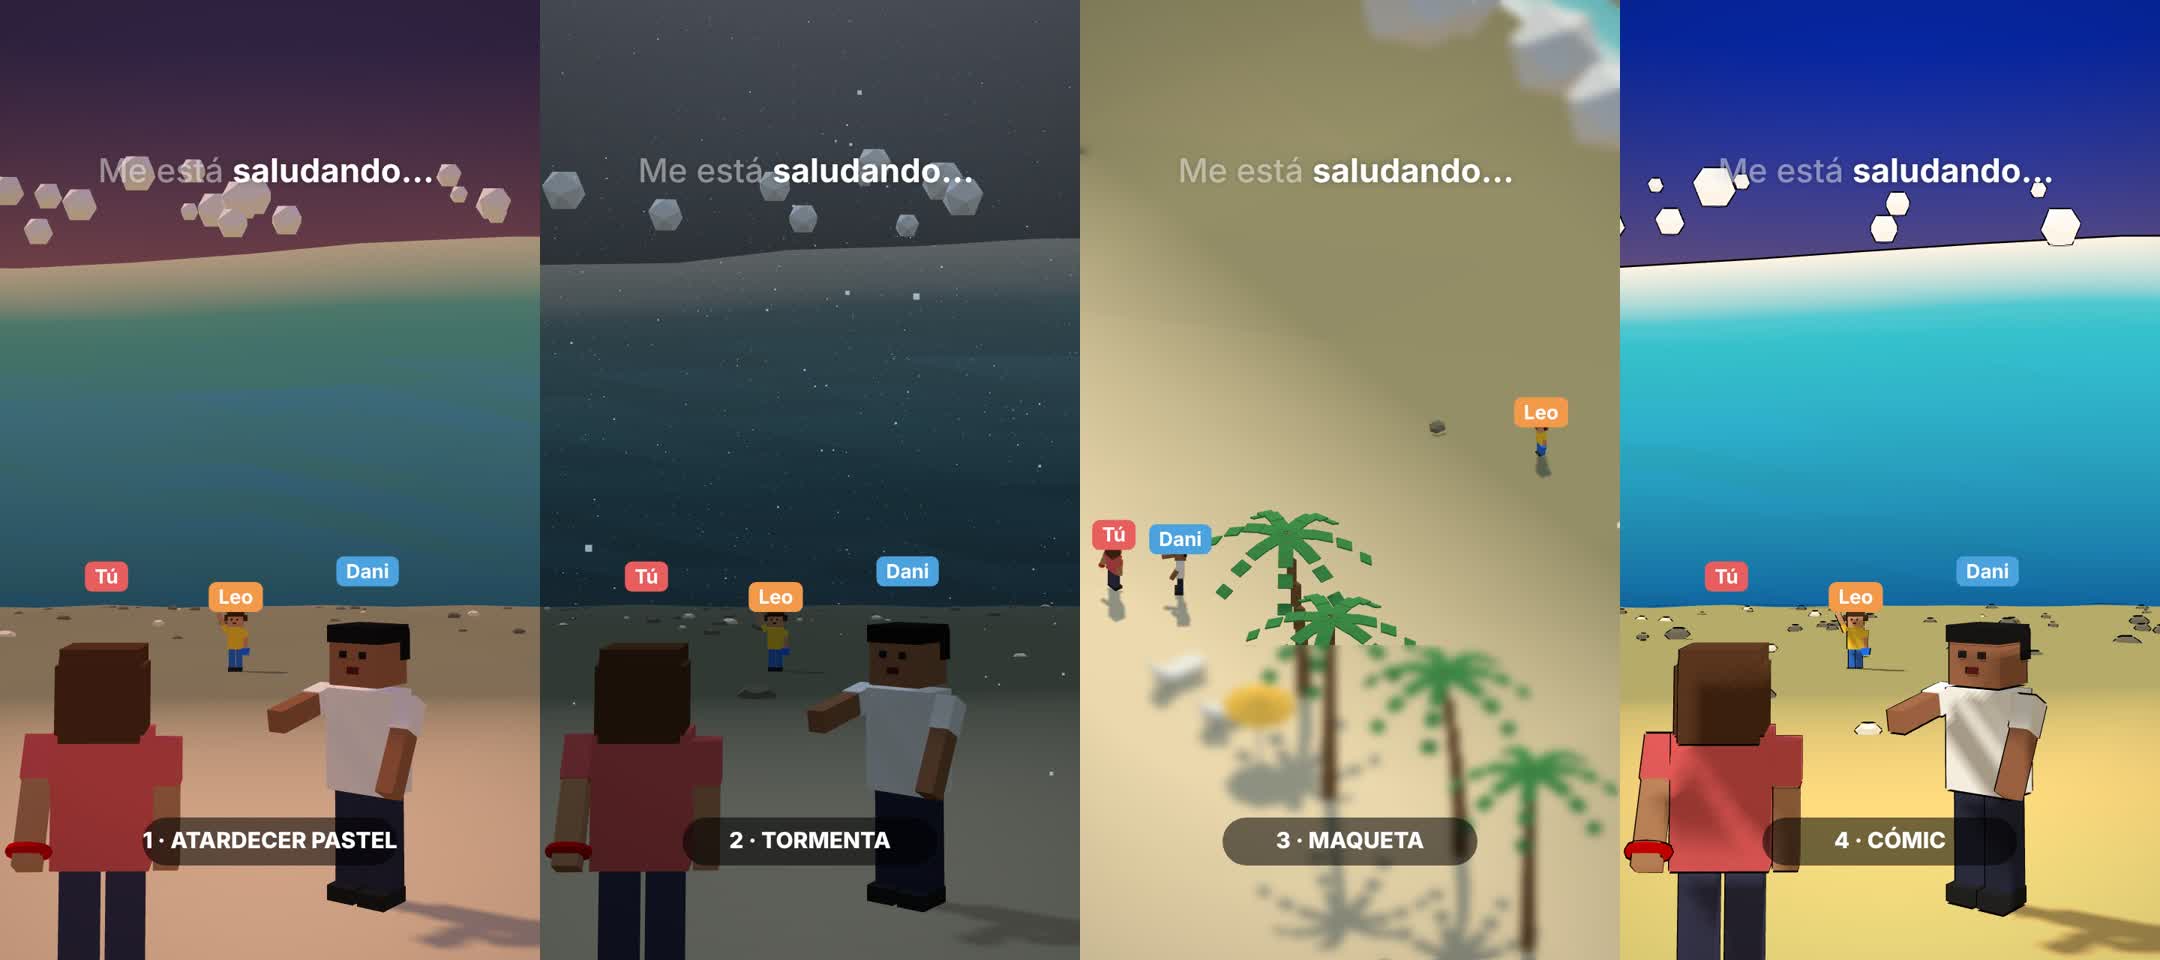 Me está saludando...
Tú
Leo
Dani
1 · ATARDECER PASTEL
Me está saludando...
Tú
Leo
Dani
2 · TORMENTA
Me está saludando...
Leo
Tú
Dani
3 · MAQUETA
Me está saludando...
Tú
Leo
Dani
4 · CÓMIC